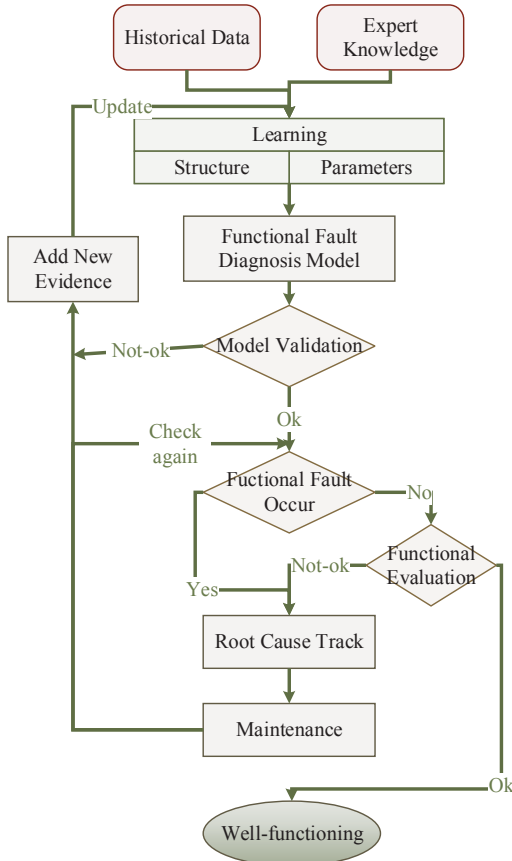 Historical Data
Expert
Knowledge
Update
Learning
Structure
Parameters
Add New
Evidence
Functional Fault
Diagnosis Model
Not-ok
Model Validation
Ok
Check
again
Fuctional Fault
Occur
No
Functional
Evaluation
Not-ok
Yes
Root Cause Track
Maintenance
Ok
Well-functioning